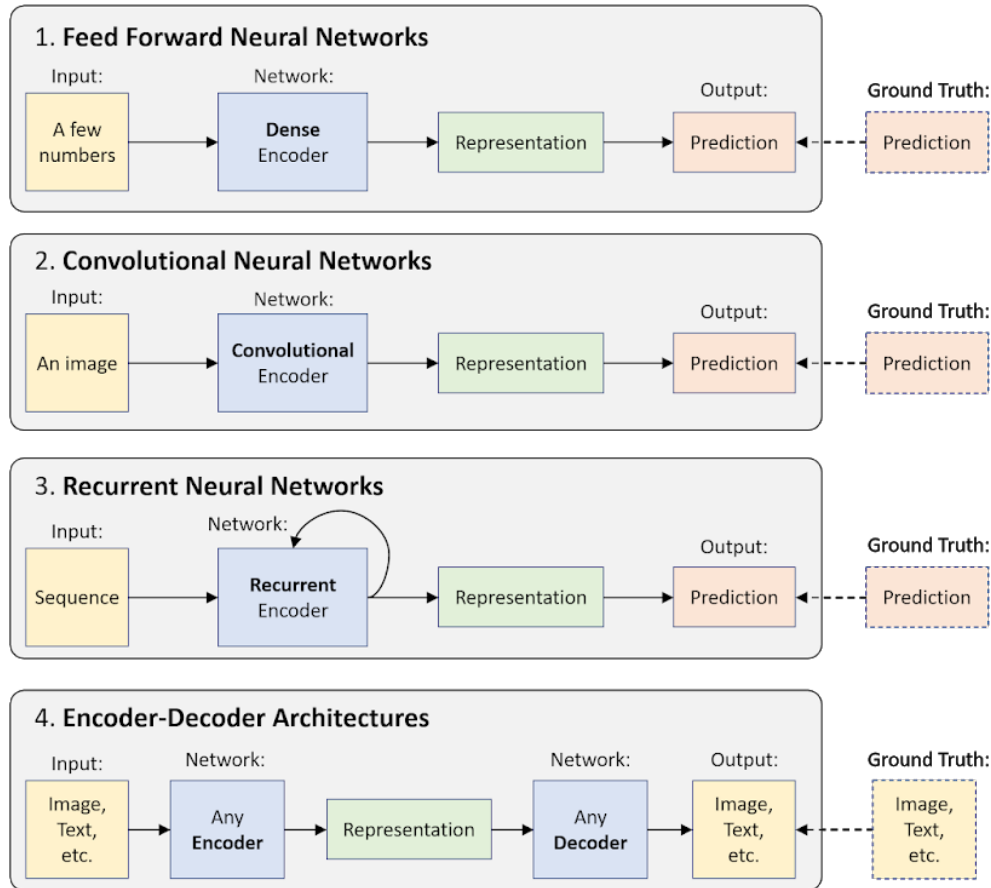 1. Feed Forward Neural Networks
Input:
Network:
Output:
Ground Truth:
A few
numbers
Dense
Encoder
Representation
Prediction
Prediction
2. Convolutional Neural Networks
Input:
Network:
Output:
Ground Truth:
An image
Convolutional
Encoder
Representation
Prediction
Prediction
3. Recurrent Neural Networks
Input:
Network:
Output:
Ground Truth:
Sequence
Recurrent
Encoder
Representation
Prediction
Prediction
4. Encoder-Decoder Architectures
Input:
Network:
Network:
Output:
Ground Truth:
Image,
Text,
etc.
Any
Encoder
Representation
Any
Decoder
Image,
Text,
etc.
Image,
Text,
etc.